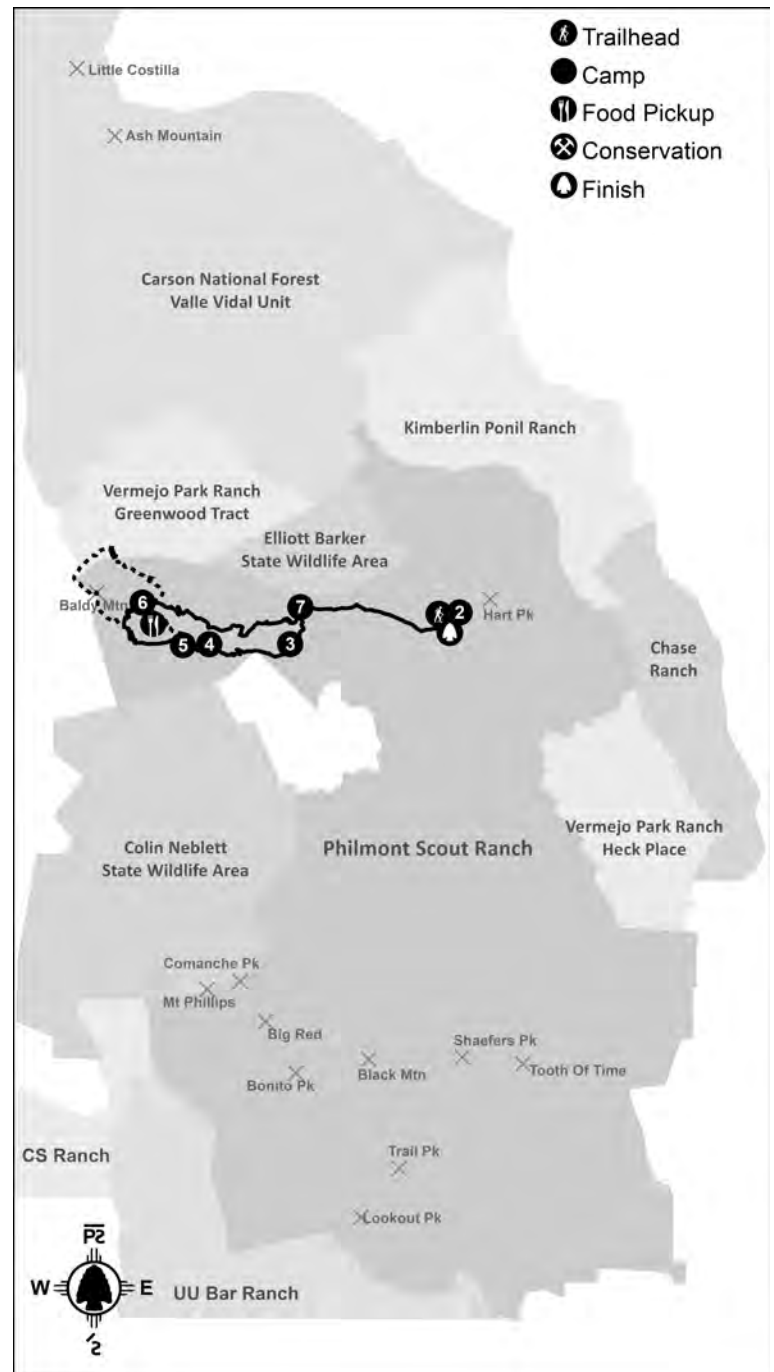 Trailhead
Camp
Food Pickup
Conservation
Finish
Little Costilla
Ash Mountain
Carson National Forest
Valle Vidal Unit
Kimberlin Ponil Ranch
Vermejo Park Ranch
Greenwood Tract
Elliott Barker
State Wildlife Area
Baldy Mtn
6
7
2
Hart Pk
5
4
3
Chase
Ranch
Colin Neblett
State Wildlife Area
Philmont Scout Ranch
Vermejo Park Ranch
Heck Place
Comanche Pk
Mt Phillips
Big Red
Bonito Pk
Black Mtn
Shaefers Pk
Tooth Of Time
CS Ranch
Trail Pk
Lookout Pk
W
E
UU Bar Ranch